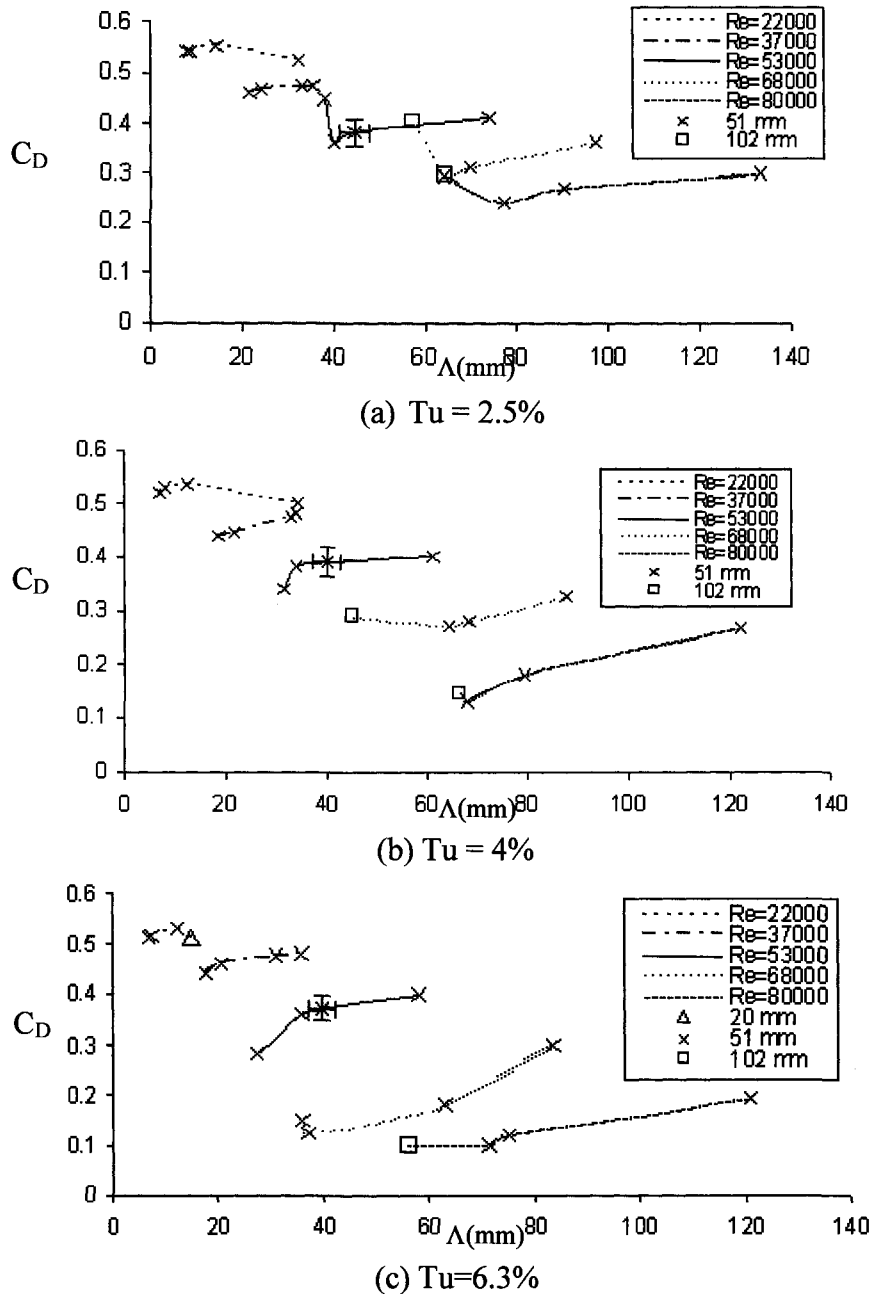 0.6
0.5
0.4
0.3
0.2
0.1
0
C_D
0 20 40 60 80 100 120 140
Λ(mm)
Re=22000
Re=37000
Re=53000
Re=68000
Re=80000
51 mm
102 mm
(a) Tu = 2.5%
0.6
0.5
0.4
0.3
0.2
0.1
0
C_D
0 20 40 60 80 100 120 140
Λ(mm)
Re=22000
Re=37000
Re=53000
Re=68000
Re=80000
51 mm
102 mm
(b) Tu = 4%
0.6
0.5
0.4
0.3
0.2
0.1
0
C_D
0 20 40 60 80 100 120 140
Λ(mm)
Re=22000
Re=37000
Re=53000
Re=68000
Re=80000
20 mm
51 mm
102 mm
(c) Tu=6.3%